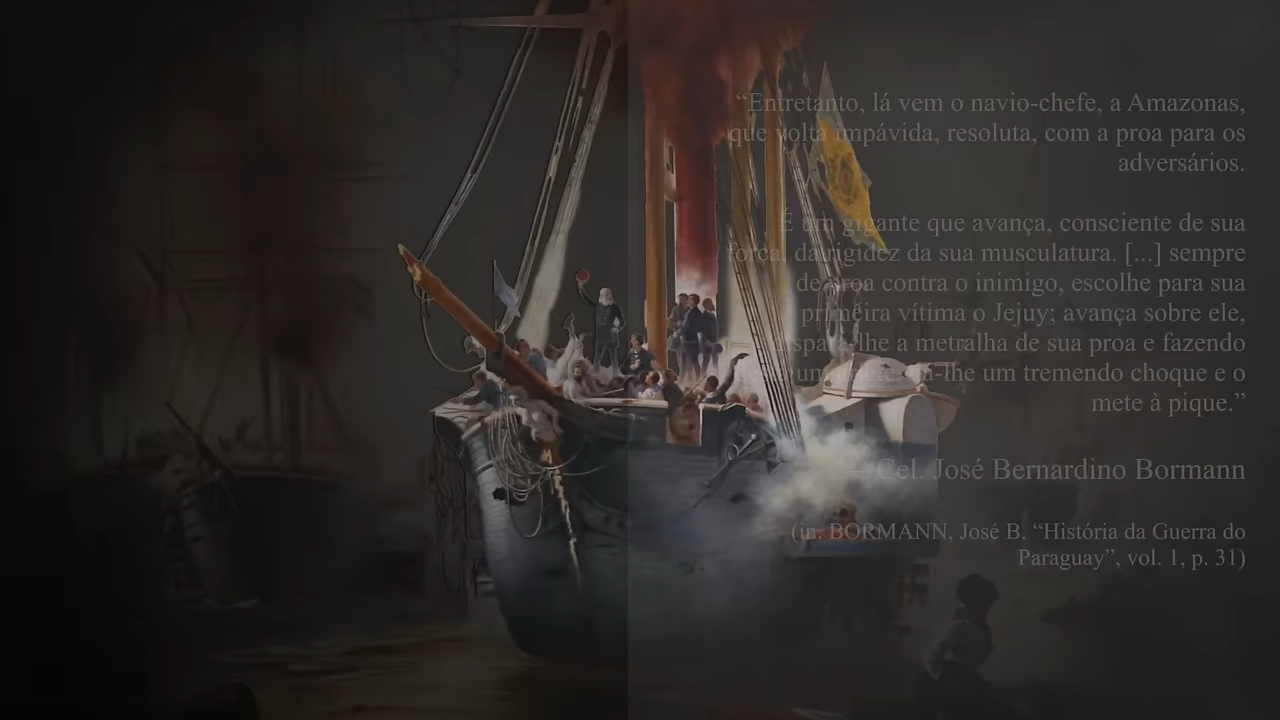 “Entretanto, lá vem o navio-chefe, a Amazonas,
que volta impávida, resoluta, com a proa para os
adversários.
É um gigante que avança, consciente de sua
força, da rigidez da sua musculatura. [...] sempre
de proa contra o inimigo, escolhe para sua
primeira vítima o Jejuy; avança sobre ele,
lhe a metralha de sua proa e fazendo
um tremendo choque e o
mete à pique.”
— Cel. José Bernardino Bormann
(in. BORMANN, José B. “História da Guerra do
Paraguay”, vol. 1, p. 31)